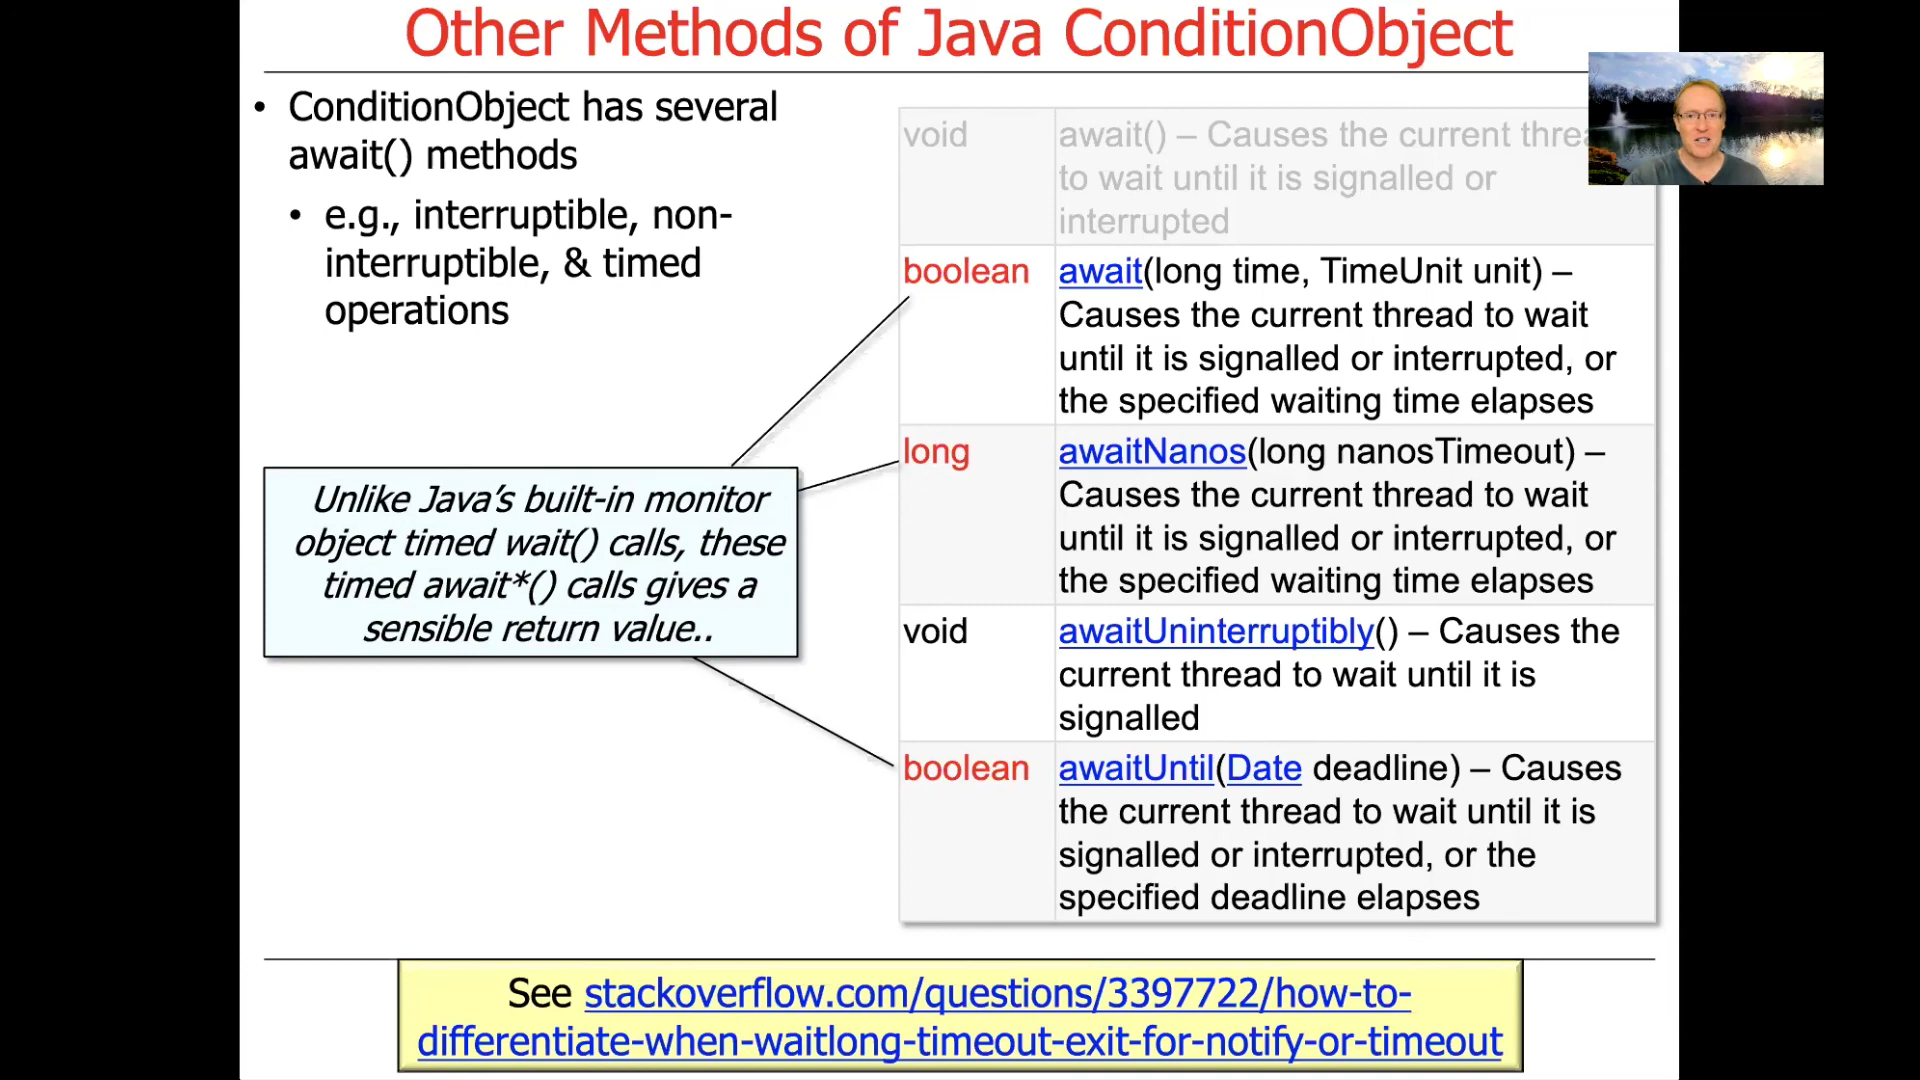 Other Methods of Java ConditionObject
• ConditionObject has several
await() methods
• e.g., interruptible, non-
interruptible, & timed
operations
Unlike Java's built-in monitor
object timed wait() calls, these
timed await*() calls gives a
sensible return value..
void await() – Causes the current
to wait until it is signalled or
interrupted
boolean await(long time, TimeUnit unit) –
Causes the current thread to wait
until it is signalled or interrupted, or
the specified waiting time elapses
long awaitNanos(long nanosTimeout) –
Causes the current thread to wait
until it is signalled or interrupted, or
the specified waiting time elapses
void awaitUninterruptibly() – Causes the
current thread to wait until it is
signalled
boolean awaitUntil(Date deadline) – Causes
the current thread to wait until it is
signalled or interrupted, or the
specified deadline elapses
See stackoverflow.com/questions/3397722/how-to-
differentiate-when-waitlong-timeout-exit-for-notify-or-timeout